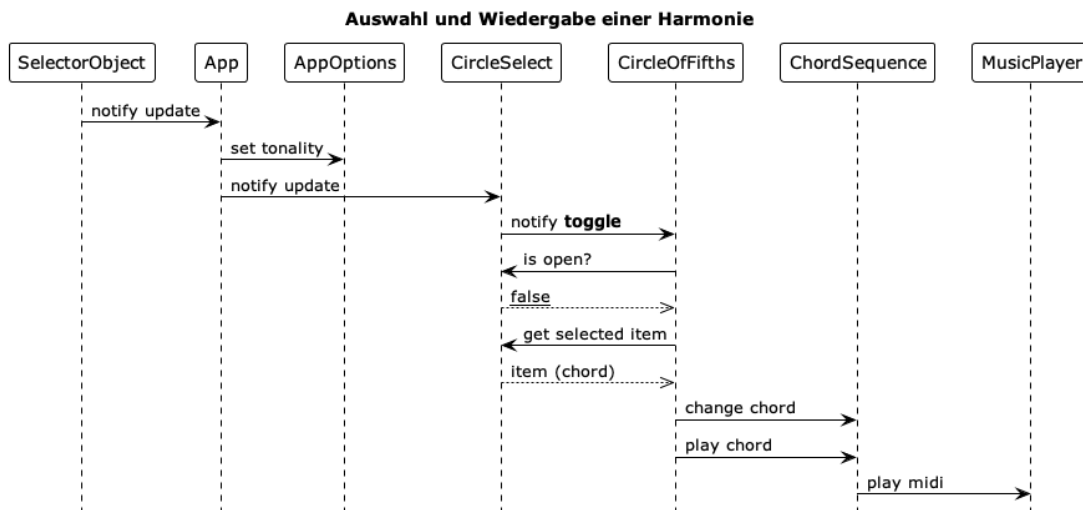 Auswahl und Wiedergabe einer Harmonie
SelectorObject App AppOptions CircleSelect CircleOfFifths ChordSequence MusicPlayer
notify update
set tonality
notify update
notify toggle
is open?
false
get selected item
item (chord)
change chord
play chord
play midi